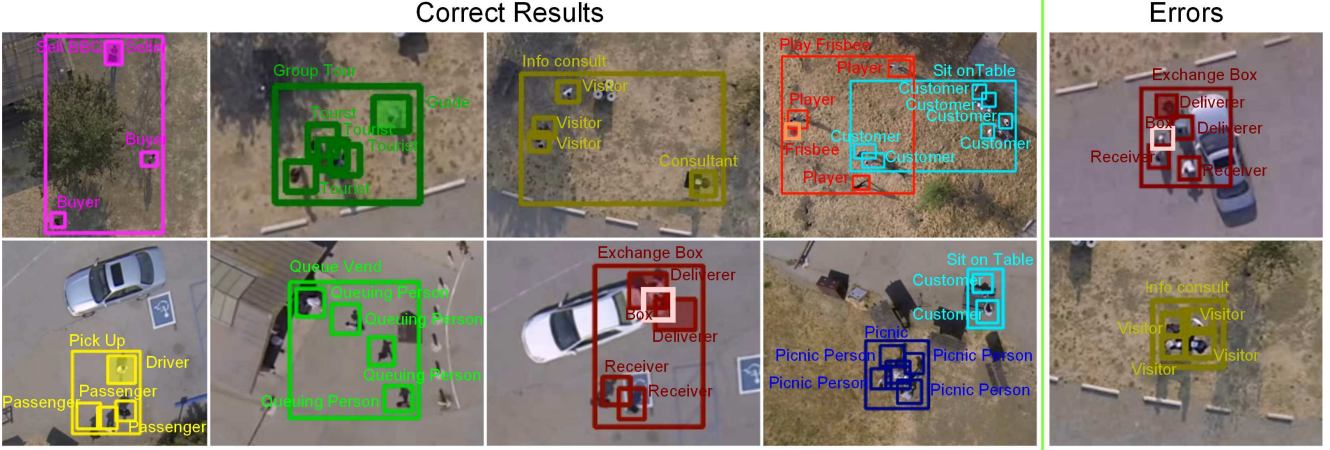 Correct Results
Errors
Sell BBQ Seller
Buyer
Buyer
Group Tour
Guide
Tourist
Tourist
Tourist
Tourist
Info consult
Visitor
Visitor
Visitor
Consultant
Play Frisbee
Player
Sit onTable
Customer
Customer
Player
Customer
Customer
Frisbee
Customer
Customer
Player
Exchange Box
Deliverer
Box
Deliverer
Receiver
Receiver
Pick Up
Driver
Passenger
Passenger
Passenger
Queue Vend
Queuing Person
Queuing Person
Queuing Person
Queuing Person
Exchange Box
Deliverer
Box
Deliverer
Receiver
Receiver
Sit on Table
Customer
Customer
Picnic
Picnic Person
Picnic Person
Picnic Person
Picnic Person
Info consult
Visitor
Visitor
Visitor
Visitor